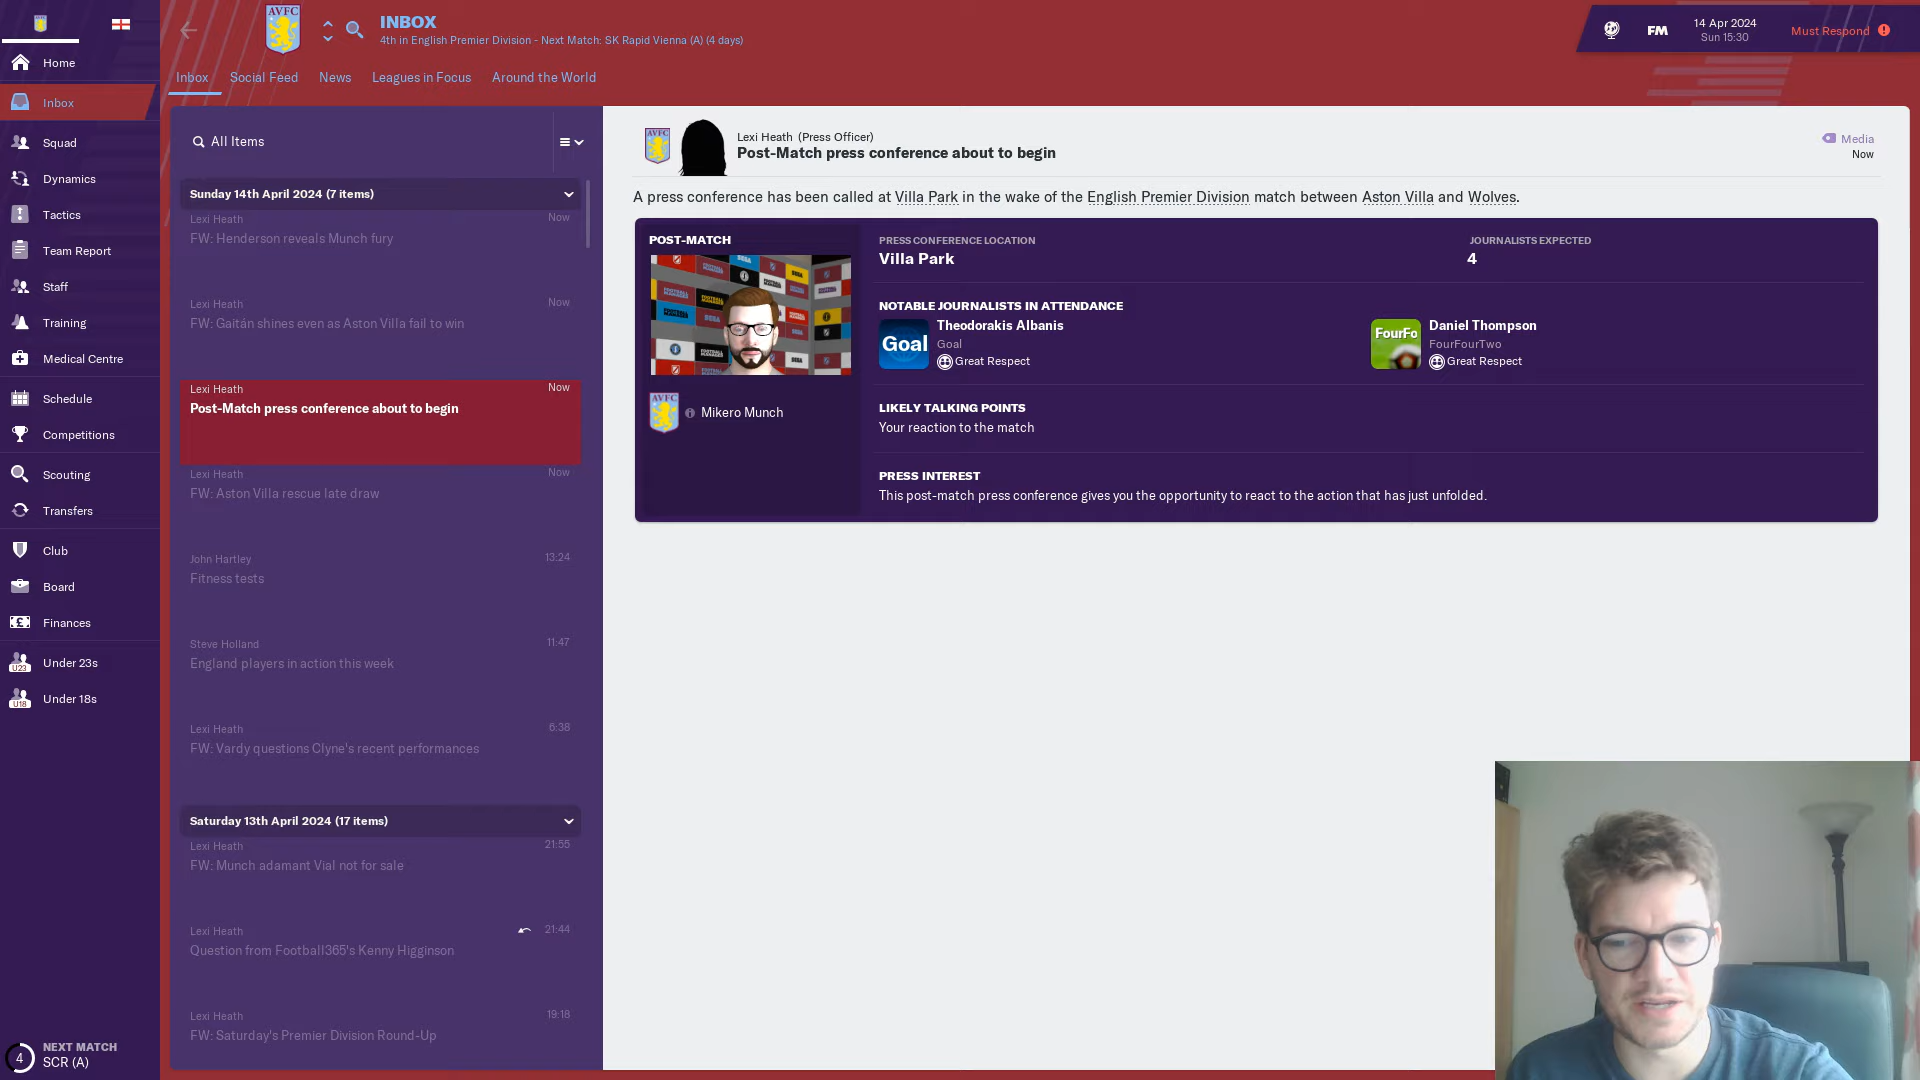 Home
Inbox
Squad
Dynamics
Tactics
Team Report
Staff
Training
Medical Centre
Schedule
Competitions
Scouting
Transfers
Club
Board
Finances
U23 Under 23s
U18 Under 18s
4 NEXT MATCH
SCR (A)
AVFC
INBOX
4th in English Premier Division - Next Match: SK Rapid Vienna (A) (4 days)
Inbox Social Feed News Leagues in Focus Around the World
FM
14 Apr 2024
Sun 15:30
Must Respond
All Items
Sunday 14th April 2024 (7 items)
Lexi Heath Now
FW: Henderson reveals Munch fury
Lexi Heath Now
FW: Gaitán shines even as Aston Villa fail to win
Lexi Heath Now
Post-Match press conference about to begin
Lexi Heath Now
FW: Aston Villa rescue late draw
John Hartley 13:24
Fitness tests
Steve Holland 11:47
England players in action this week
Lexi Heath 6:38
FW: Vardy questions Clyne's recent performances
Saturday 13th April 2024 (17 items)
Lexi Heath 21:55
FW: Munch adamant Vial not for sale
Lexi Heath 21:44
Question from Football365's Kenny Higginson
Lexi Heath 19:18
FW: Saturday's Premier Division Round-Up
AVFC
Lexi Heath (Press Officer)
Post-Match press conference about to begin
Media
Now
A press conference has been called at Villa Park in the wake of the English Premier Division match between Aston Villa and Wolves.
POST-MATCH
AVFC
Mikero Munch
PRESS CONFERENCE LOCATION
Villa Park
JOURNALISTS EXPECTED
4
NOTABLE JOURNALISTS IN ATTENDANCE
Goal
Theodorakis Albanis
Goal
Great Respect
FourFo
Daniel Thompson
FourFourTwo
Great Respect
LIKELY TALKING POINTS
Your reaction to the match
PRESS INTEREST
This post-match press conference gives you the opportunity to react to the action that has just unfolded.